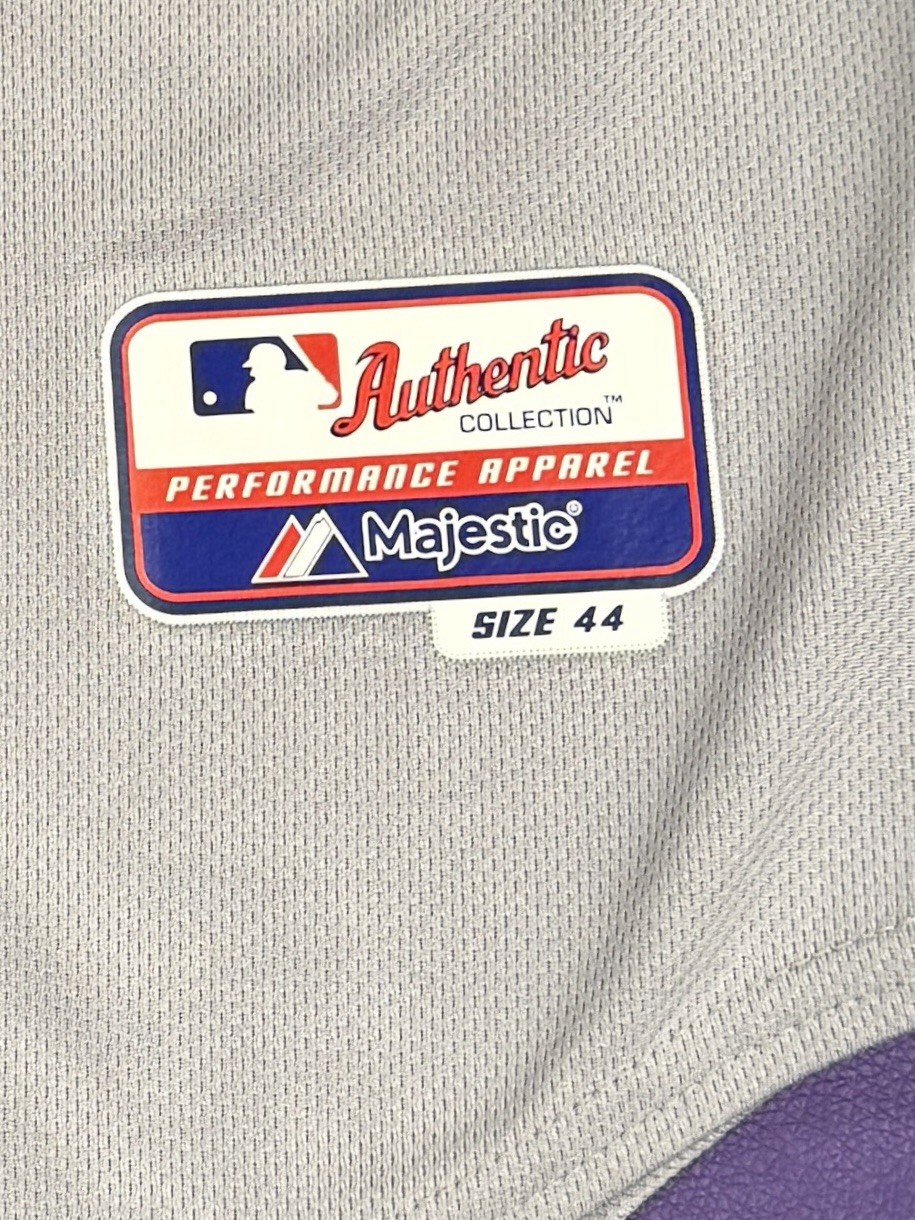 Authentic
COLLECTION™
PERFORMANCE APPAREL
Majestic®
SIZE 44